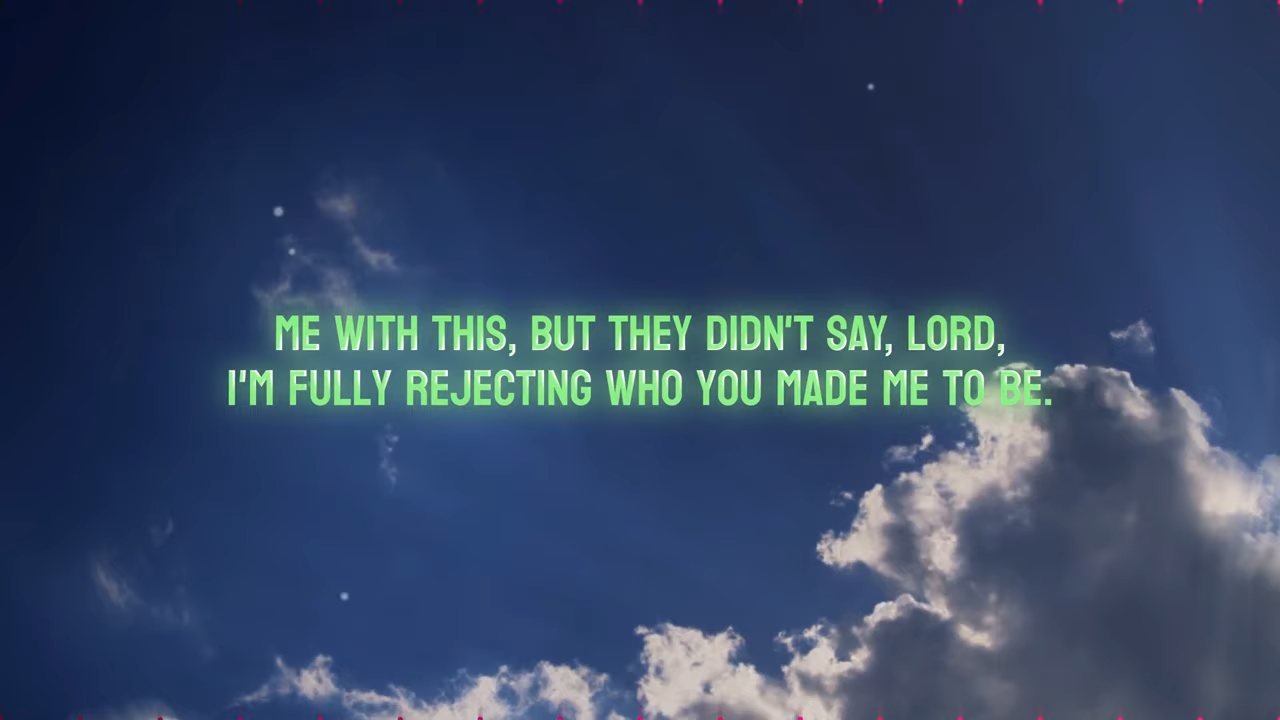 ME WITH THIS, BUT THEY DIDN'T SAY, LORD,
I'M FULLY REJECTING WHO YOU MADE ME TO BE.